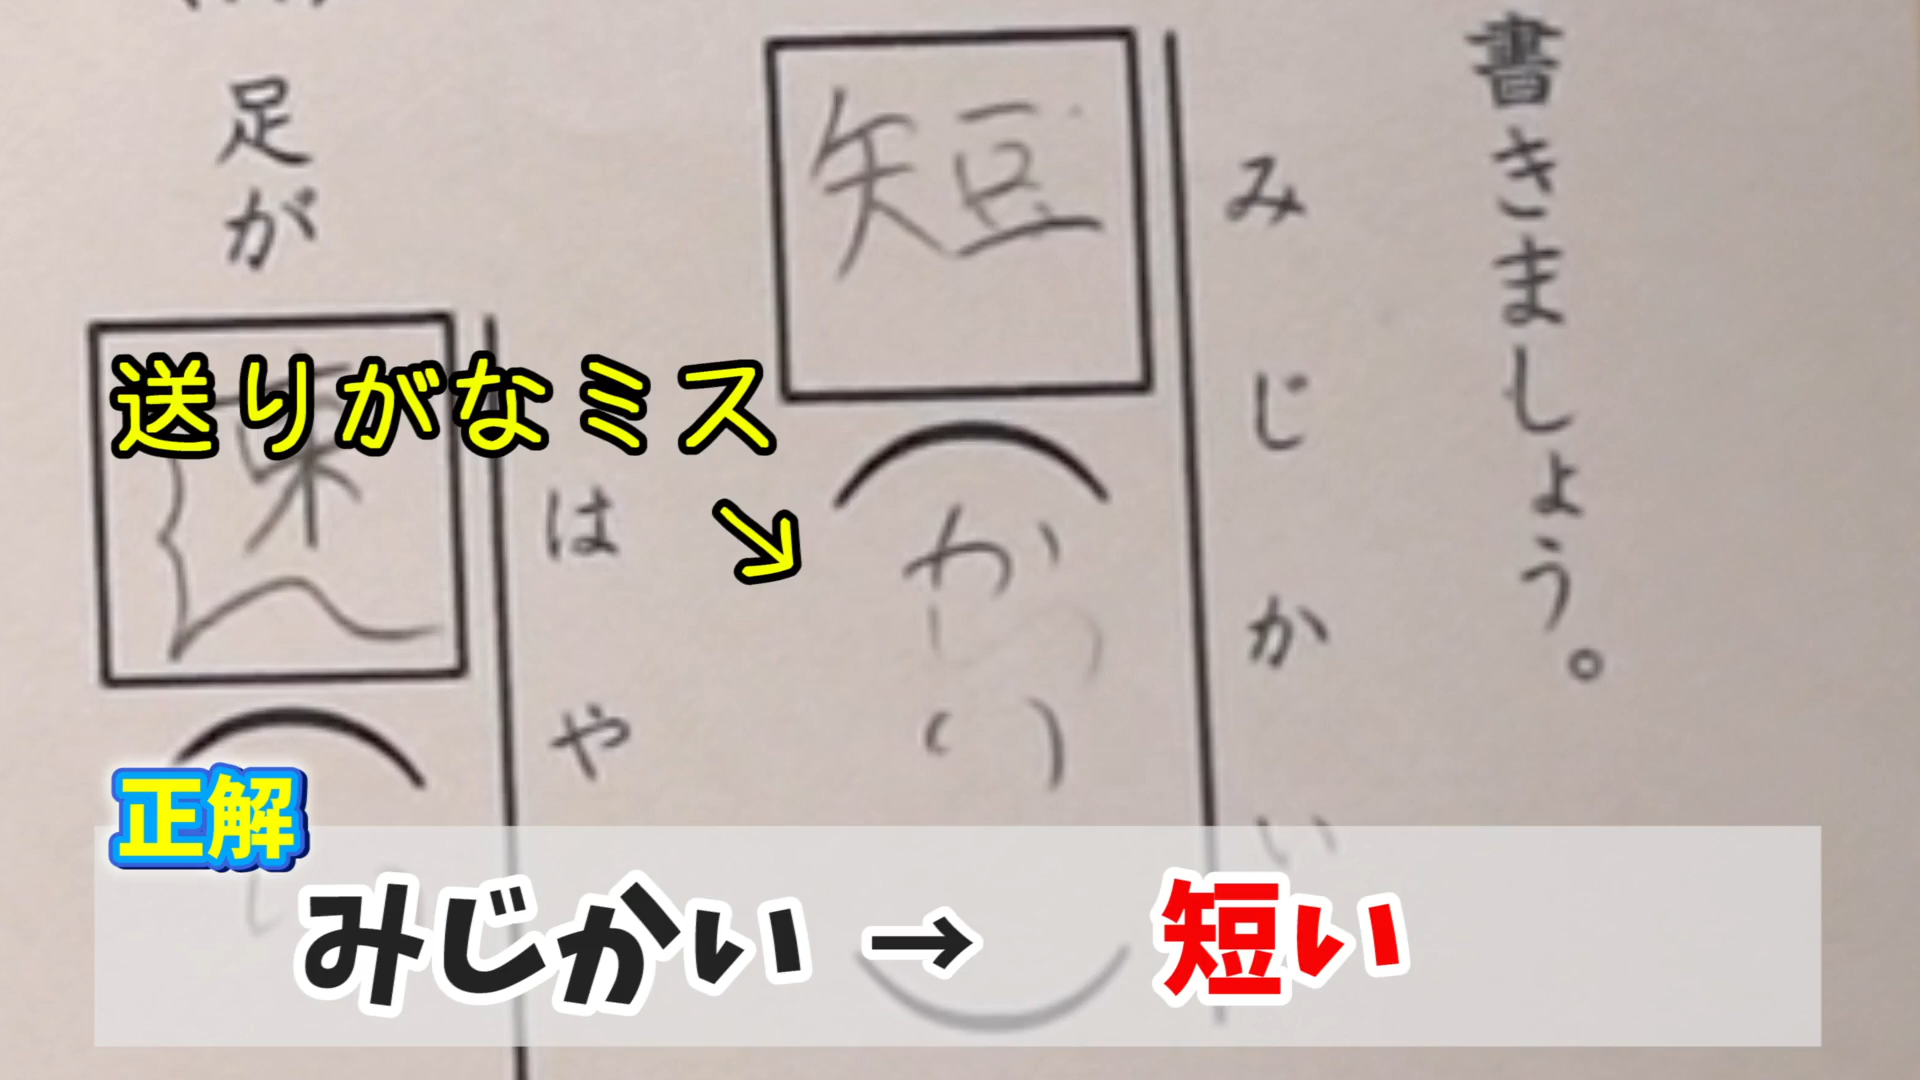 書きましょう。
みじかい
短
かい
足が
速
はや
送りがなミス
↘
正解
みじかい → 短い